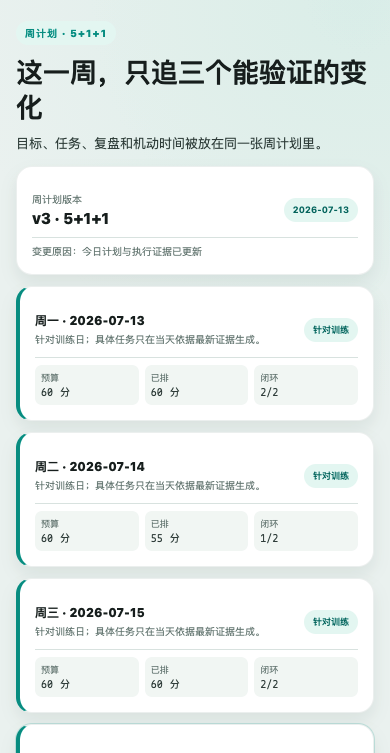 周计划 · 5+1+1
这一周，只追三个能验证的变
化
目标、任务、复盘和机动时间被放在同一张周计划里。
周计划版本
v3 · 5+1+1
2026-07-13
变更原因：今日计划与执行证据已更新
周一 · 2026-07-13
针对训练日；具体任务只在当天依据最新证据生成。
针对训练
预算
60 分
已排
60 分
闭环
2/2
周二 · 2026-07-14
针对训练日；具体任务只在当天依据最新证据生成。
针对训练
预算
60 分
已排
55 分
闭环
1/2
周三 · 2026-07-15
针对训练日；具体任务只在当天依据最新证据生成。
针对训练
预算
60 分
已排
60 分
闭环
2/2